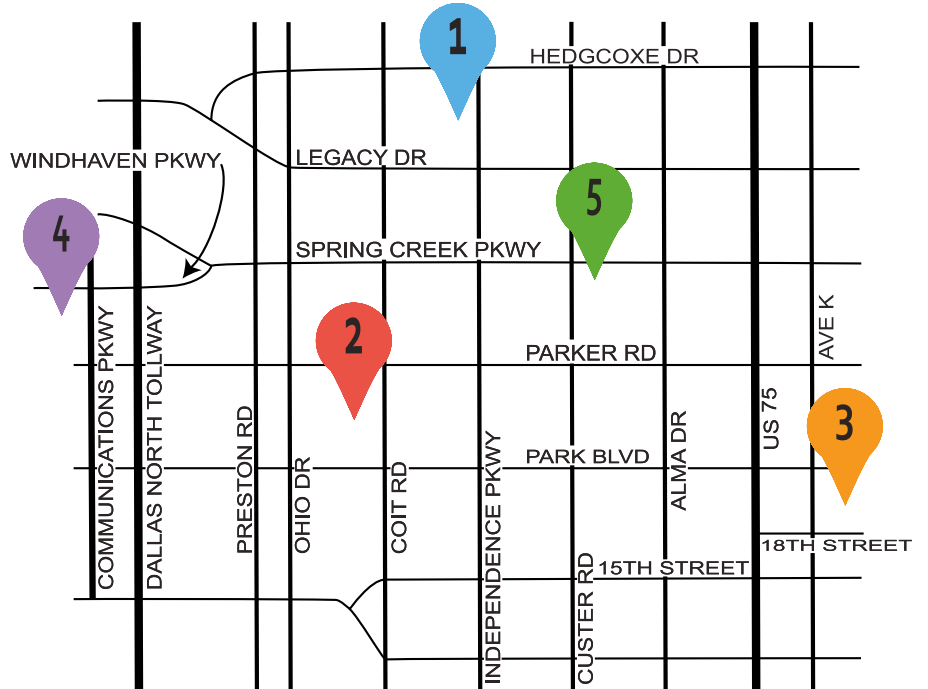 1
HEDGCOXE DR
WINDHAVEN PKWY
LEGACY DR
5
4
SPRING CREEK PKWY
2
PARKER RD
AVE K
COMMUNICATIONS PKWY
DALLAS NORTH TOLLWAY
PRESTON RD
OHIO DR
COIT RD
INDEPENDENCE PKWY
PARK BLVD
CUSTER RD
ALMA DR
US 75
3
18TH STREET
15TH STREET